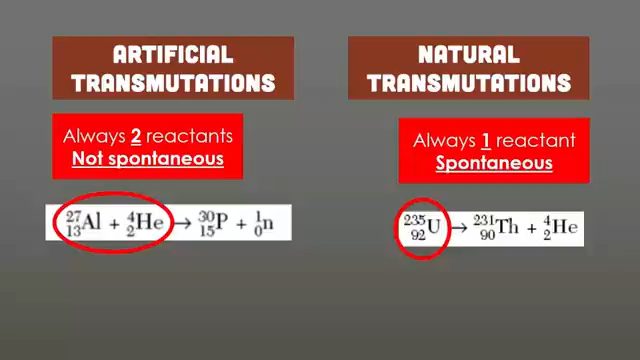 ARTIFICIAL
TRANSMUTATIONS
Always 2 reactants
Not spontaneous
²⁷₁₃Al + ⁴₂He → ³⁰₁₅P + ¹₀n
NATURAL
TRANSMUTATIONS
Always 1 reactant
Spontaneous
²³⁵₉₂U → ²³¹₉₀Th + ⁴₂He